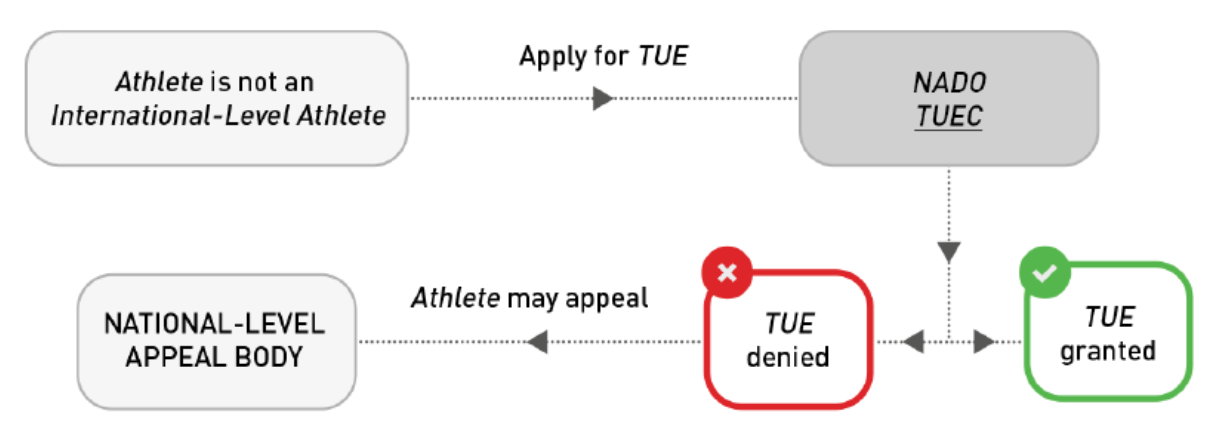 Athlete is not an
International-Level Athlete
Apply for TUE
NADO
TUEC
NATIONAL-LEVEL
APPEAL BODY
Athlete may appeal
TUE
denied
TUE
granted